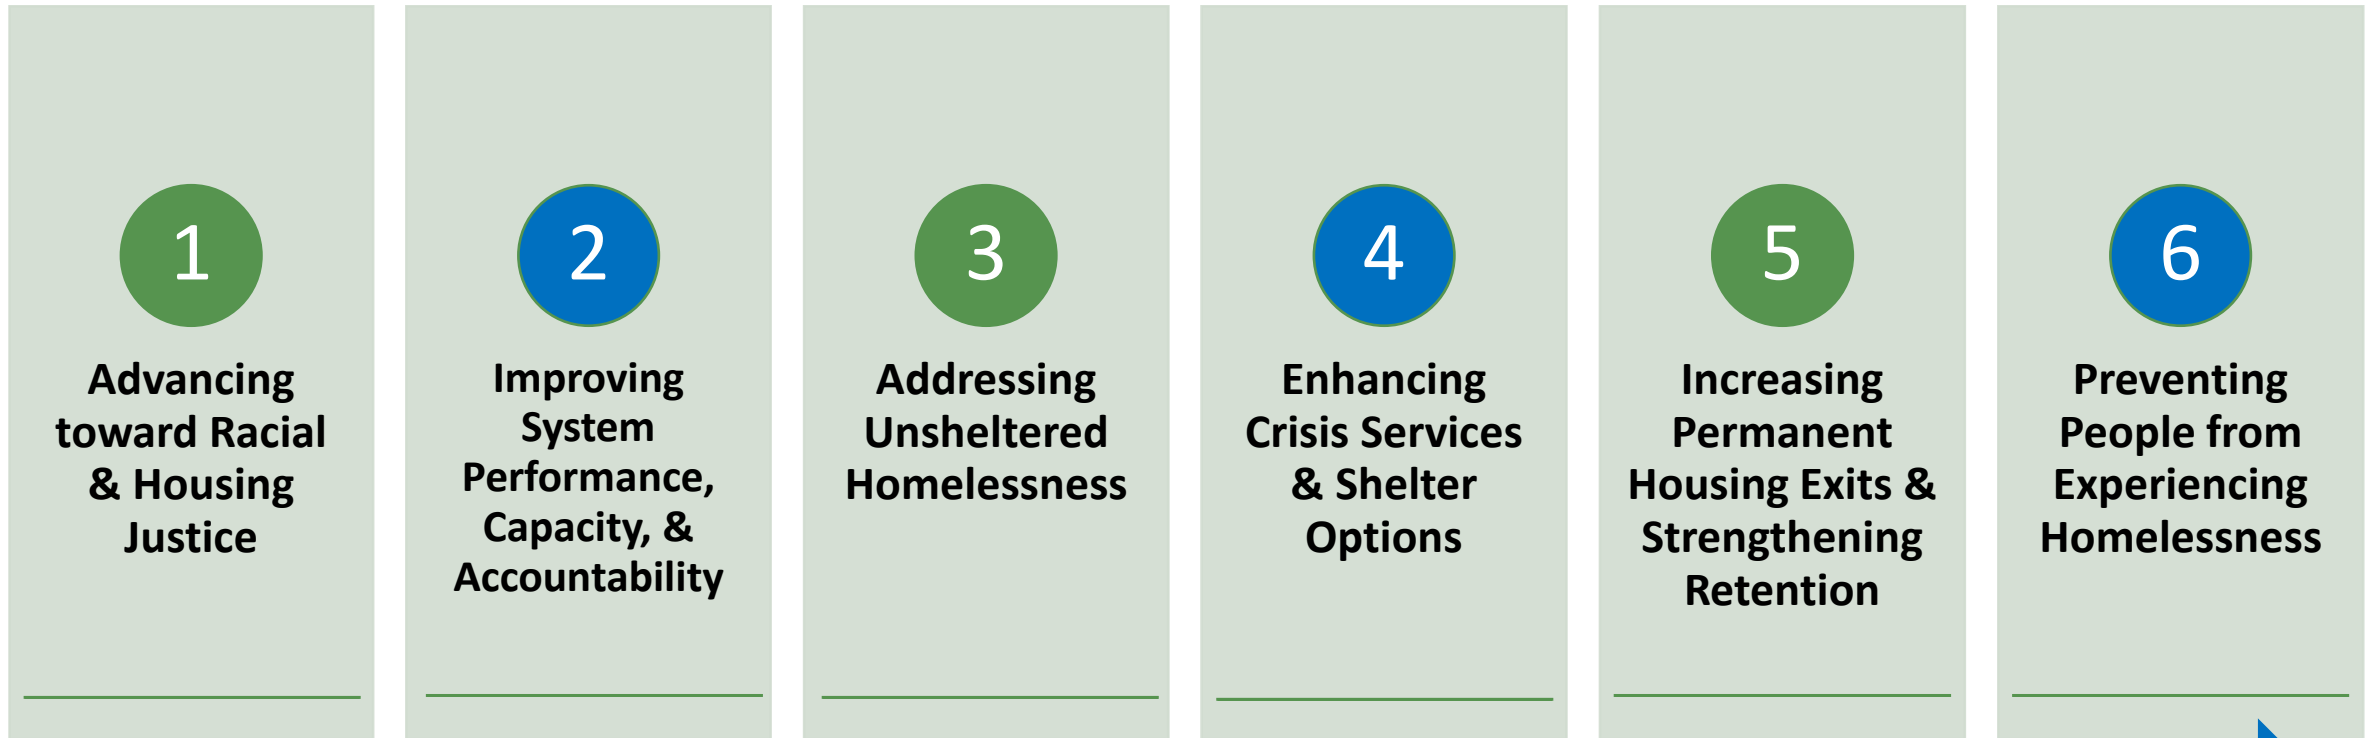 1
Advancing
toward Racial
& Housing
Justice
2
Improving
System
Performance,
Capacity, &
Accountability
3
Addressing
Unsheltered
Homelessness
4
Enhancing
Crisis Services
& Shelter
Options
5
Increasing
Permanent
Housing Exits &
Strengthening
Retention
6
Preventing
People from
Experiencing
Homelessness